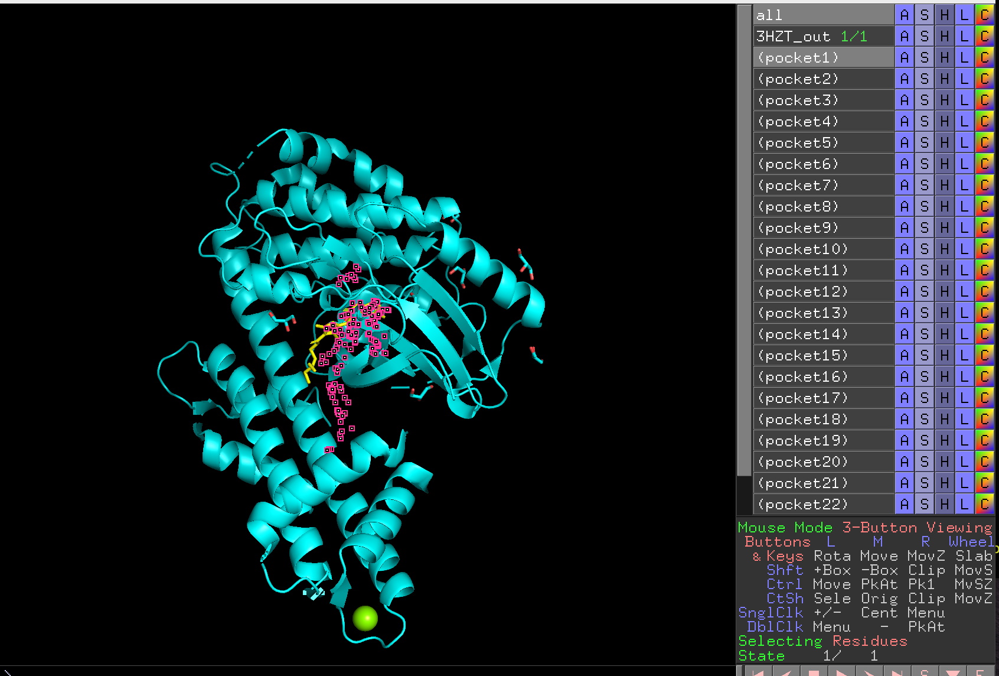 all A S H L C
3HZT_out 1/1 A S H L C
(pocket1) A S H L C
(pocket2) A S H L C
(pocket3) A S H L C
(pocket4) A S H L C
(pocket5) A S H L C
(pocket6) A S H L C
(pocket7) A S H L C
(pocket8) A S H L C
(pocket9) A S H L C
(pocket10) A S H L C
(pocket11) A S H L C
(pocket12) A S H L C
(pocket13) A S H L C
(pocket14) A S H L C
(pocket15) A S H L C
(pocket16) A S H L C
(pocket17) A S H L C
(pocket18) A S H L C
(pocket19) A S H L C
(pocket20) A S H L C
(pocket21) A S H L C
(pocket22) A S H L C
Mouse Mode 3-Button Viewing
Buttons L M R Wheel
& Keys Rota Move MovZ Slab
Shft +Box -Box Clip MovS
Ctrl Move PkAt Pk1 MvSZ
CtSh Sele Orig Clip MovZ
SnglClk +/- Cent Menu
DblClk Menu - PkAt
Selecting Residues
State 1/ 1
S F